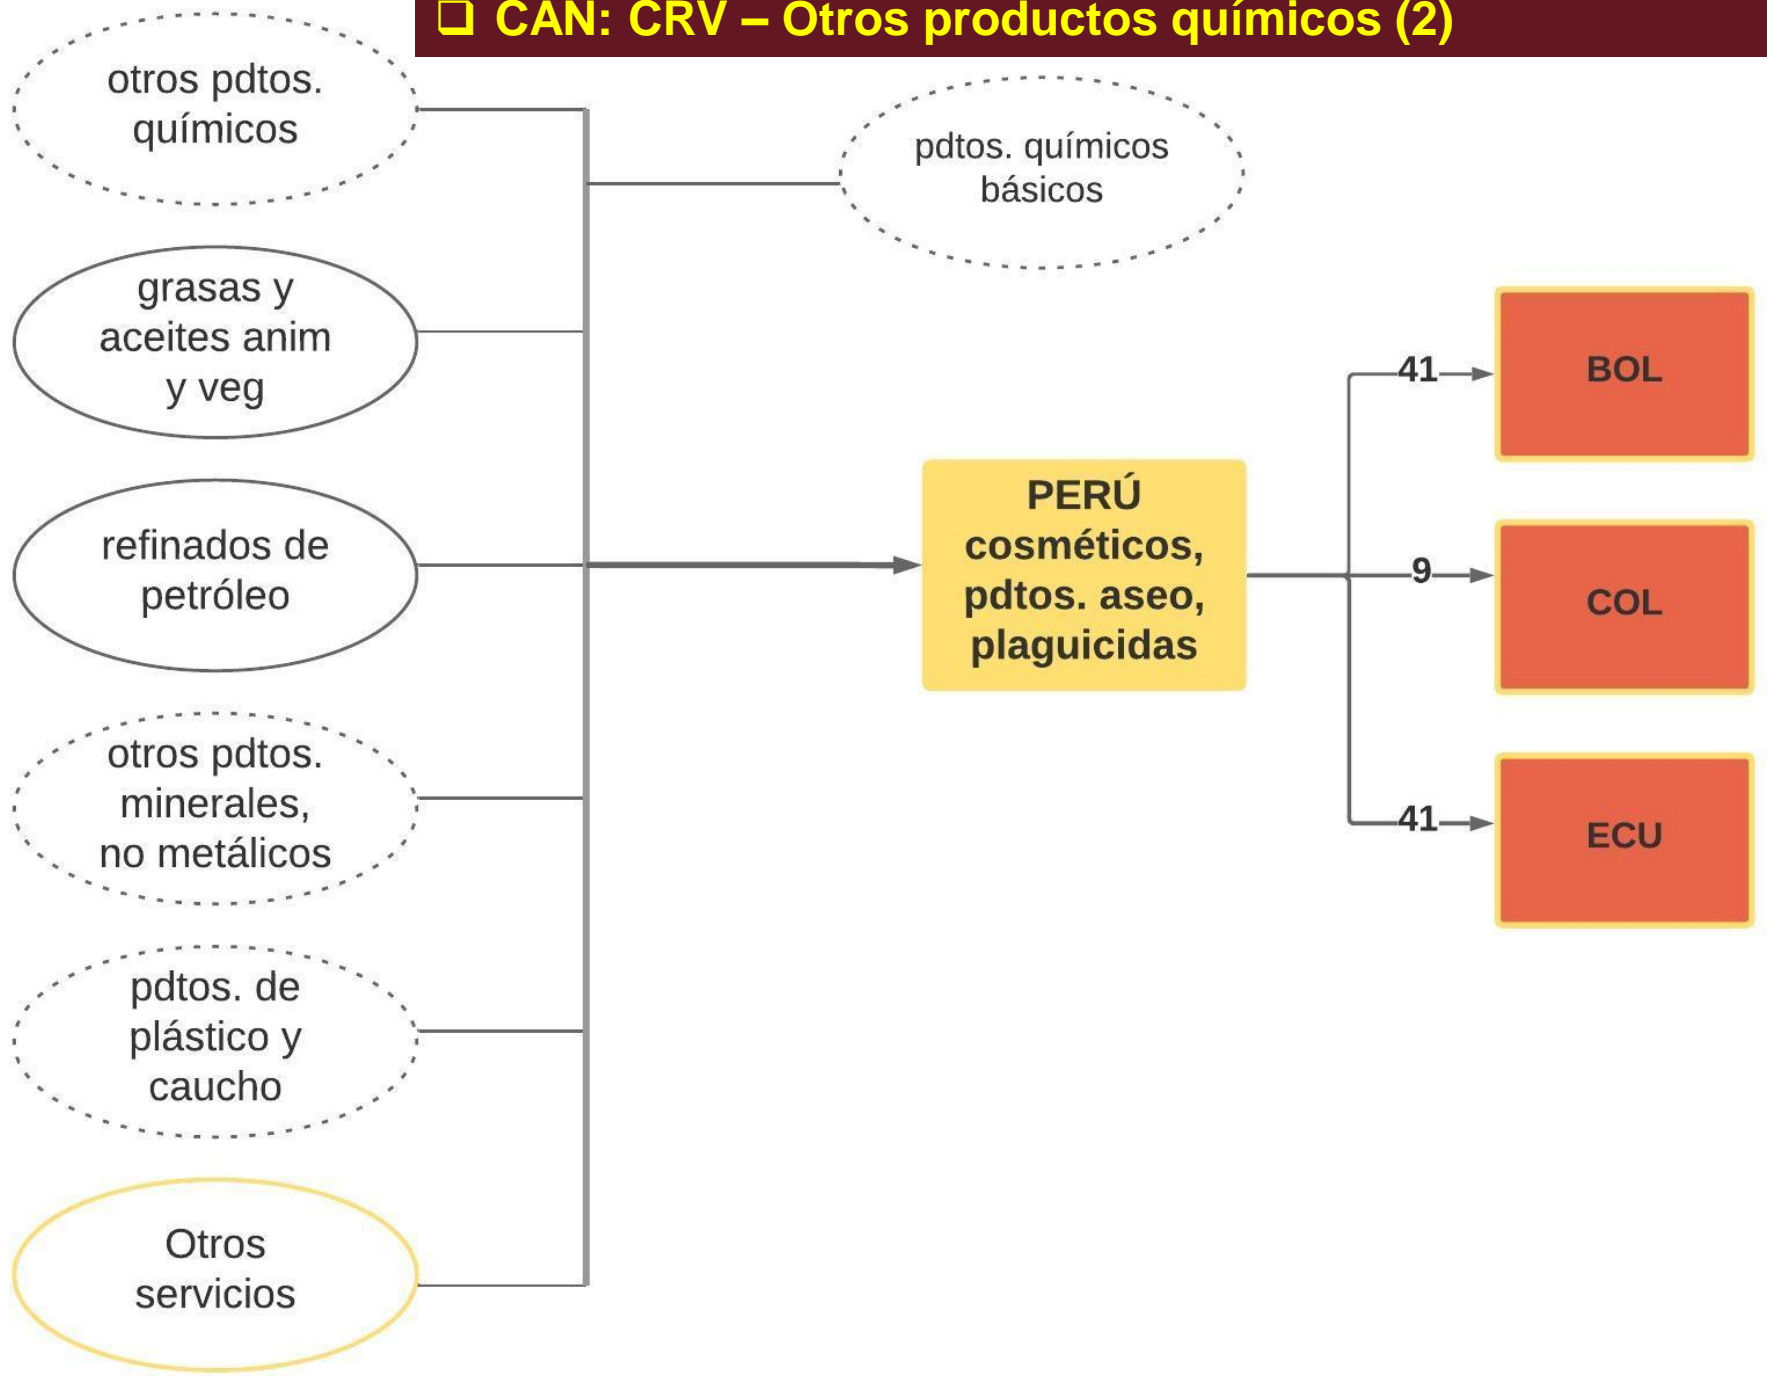 ❑ CAN: CRV – Otros productos químicos (2)
otros pdtos.
químicos
pdtos. químicos
básicos
grasas y
aceites anim
y veg
refinados de
petróleo
otros pdtos.
minerales,
no metálicos
pdtos. de
plástico y
caucho
Otros
servicios
PERÚ
cosméticos,
pdtos. aseo,
plaguicidas
41
BOL
9
COL
41
ECU